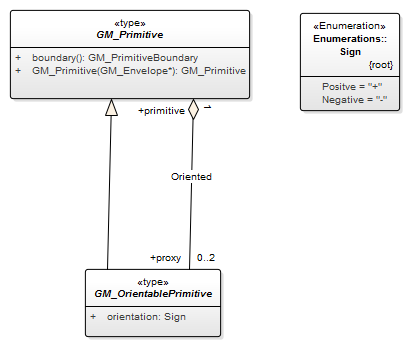 «type»
GM_Primitive
+ boundary(): GM_PrimitiveBoundary
+ GM_Primitive(GM_Envelope*): GM_Primitive
«Enumeration»
Enumerations::
Sign
{root}
Positve = "+"
Negative = "-"
+primitive 1
Oriented
+proxy 0..2
«type»
GM_OrientablePrimitive
+ orientation: Sign